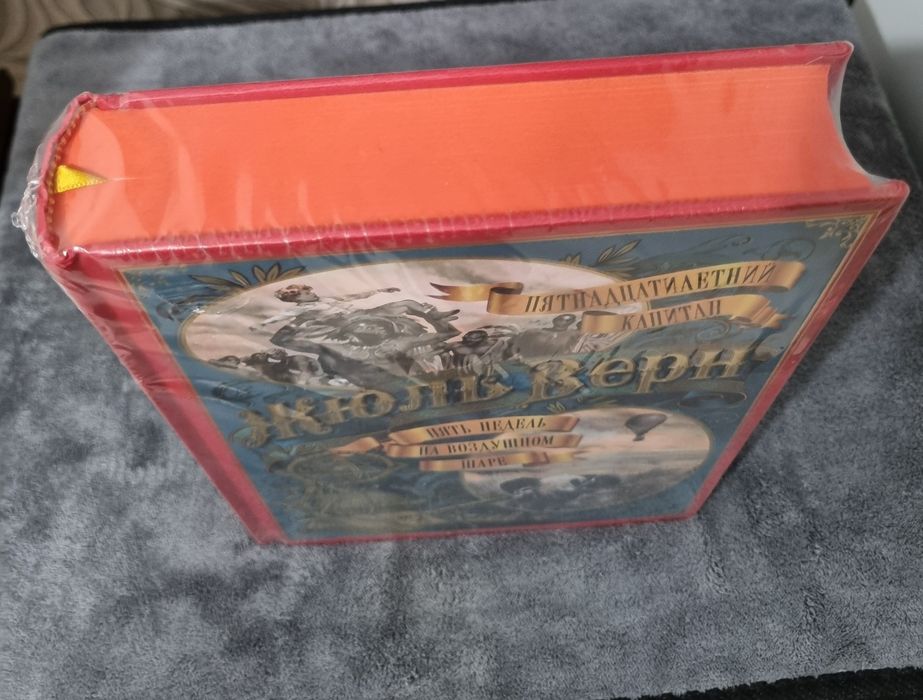 ПЯТНАДЦАТИЛЕТНИЙ
КАПИТАН
Жюль Верн
ПЯТЬ НЕДЕЛЬ
НА ВОЗДУШНОМ
ШАРЕ